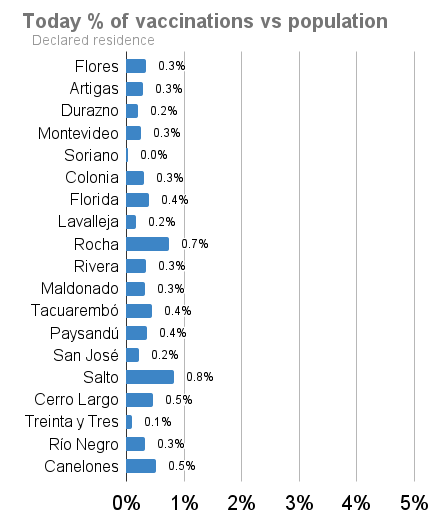 Today % of vaccinations vs population
Declared residence
Flores 0.3%
Artigas 0.3%
Durazno 0.2%
Montevideo 0.3%
Soriano 0.0%
Colonia 0.3%
Florida 0.4%
Lavalleja 0.2%
Rocha 0.7%
Rivera 0.3%
Maldonado 0.3%
Tacuarembó 0.4%
Paysandú 0.4%
San José 0.2%
Salto 0.8%
Cerro Largo 0.5%
Treinta y Tres 0.1%
Río Negro 0.3%
Canelones 0.5%
0% 1% 2% 3% 4% 5%